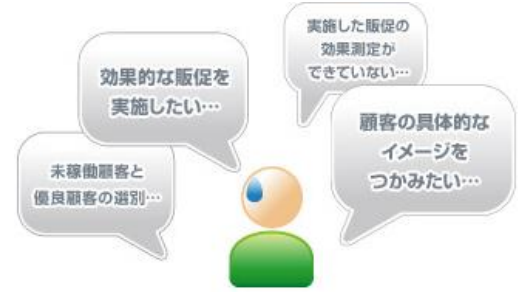 実施した販促の
効果測定が
できていない…
効果的な販促を
実施したい…
顧客の具体的な
イメージを
つかみたい…
未稼働顧客と
優良顧客の選別…